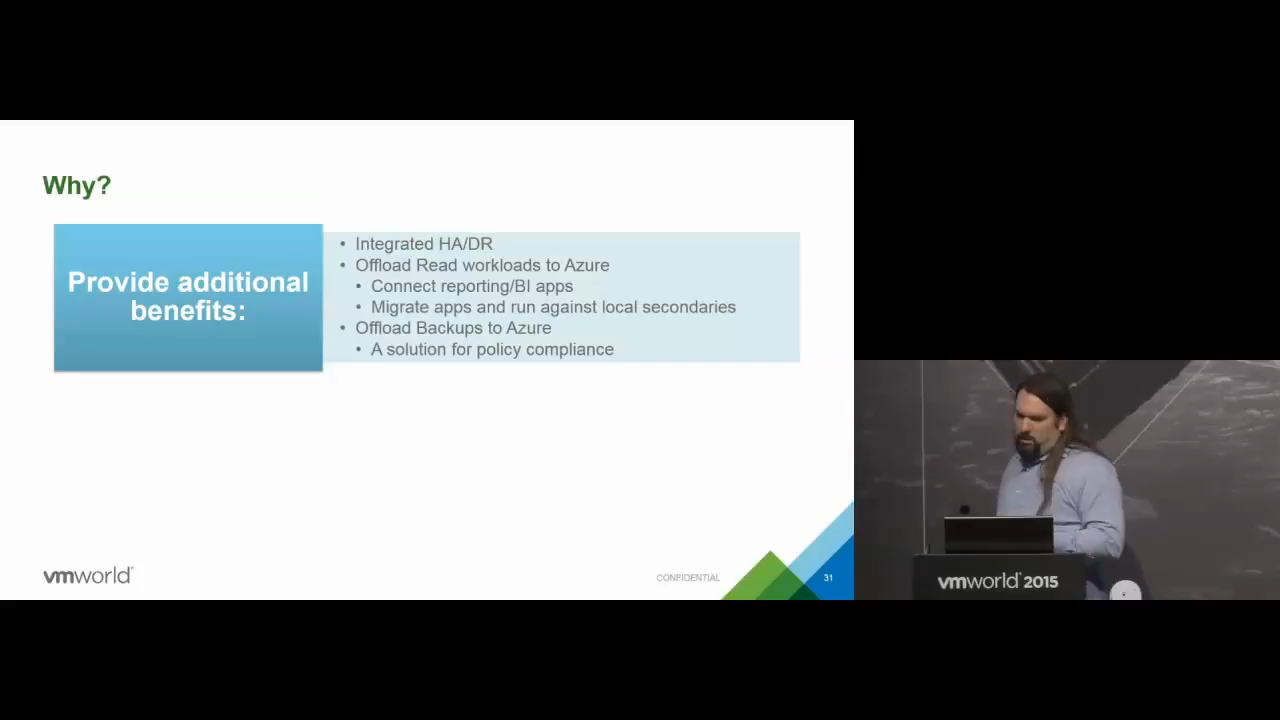 Why?
Provide additional
benefits:
• Integrated HA/DR
• Offload Read workloads to Azure
• Connect reporting/BI apps
• Migrate apps and run against local secondaries
• Offload Backups to Azure
• A solution for policy compliance
vmworld®
CONFIDENTIAL
31
vmworld® 2015